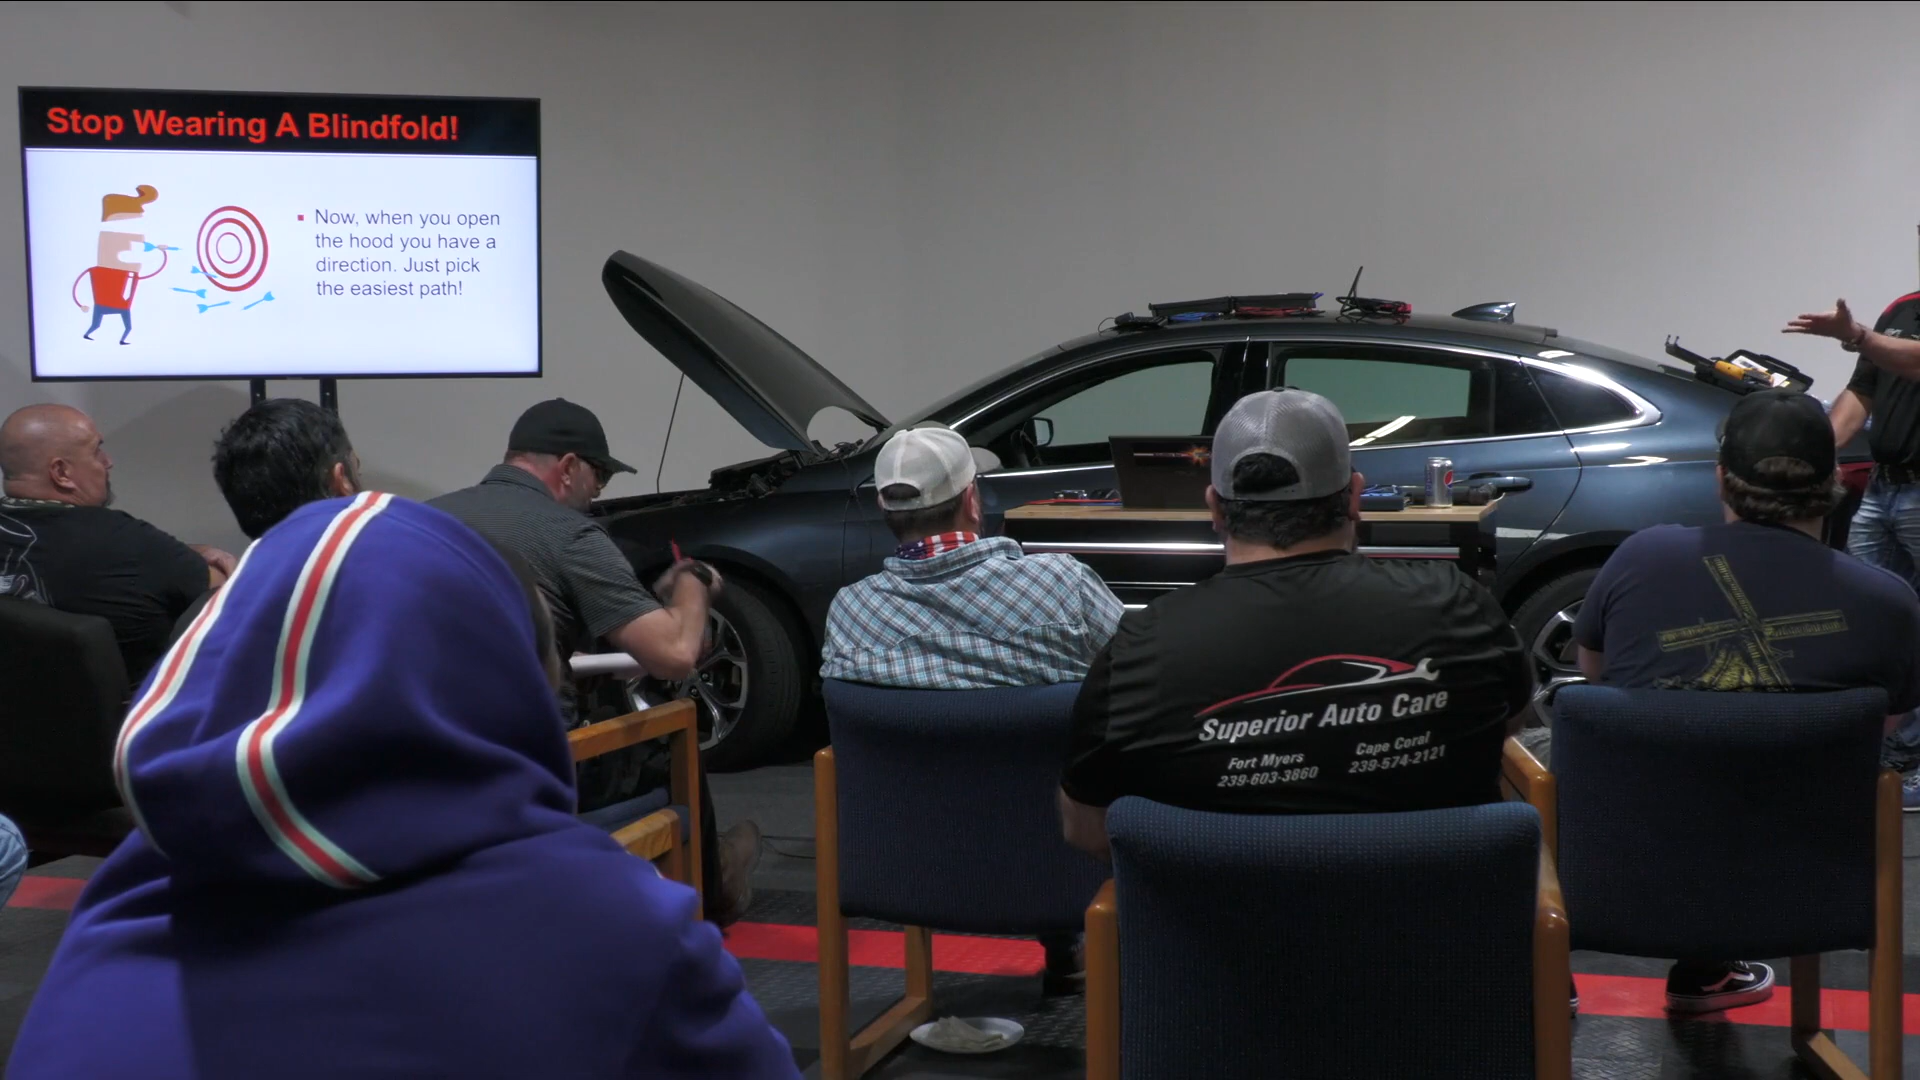 Stop Wearing A Blindfold!
Now, when you open
the hood you have a
direction. Just pick
the easiest path!
Superior Auto Care
Fort Myers
239-603-3860
Cape Coral
239-574-2121